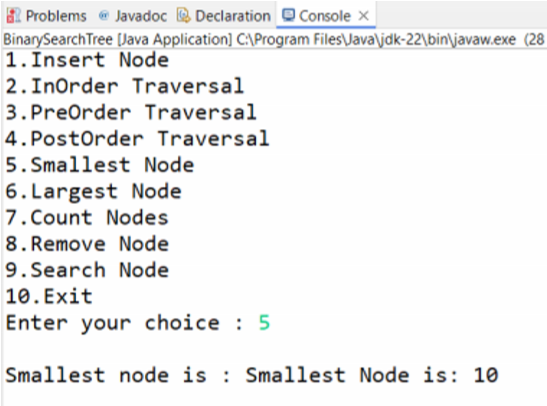 Problems @ Javadoc Declaration Console ×
BinarySearchTree [Java Application] C:\Program Files\Java\jdk-22\bin\javaw.exe (28
1.Insert Node
2.InOrder Traversal
3.PreOrder Traversal
4.PostOrder Traversal
5.Smallest Node
6.Largest Node
7.Count Nodes
8.Remove Node
9.Search Node
10.Exit
Enter your choice : 5
Smallest node is : Smallest Node is: 10